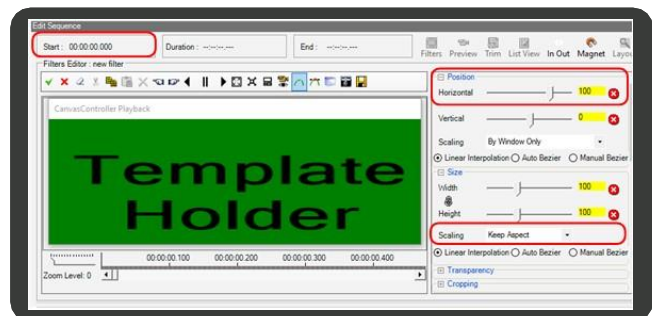 Edit Sequence
Start : 00:00:00.000 Duration : --:--:--.--- End : --:--:--.---
Filters Preview Trim List View In Out Magnet Layou
Filters Editor : new filter
Position
Horizontal 100
CanvasController Playback
Vertical 0
Scaling By Window Only
Linear Interpolation Auto Bezier Manual Bezier
Size
Width 100
Height 100
Scaling Keep Aspect
Linear Interpolation Auto Bezier Manual Bezier
Transparency
Cropping
Template
Holder
00:00:00.100 00:00:00.200 00:00:00.300 00:00:00.400
Zoom Level: 0